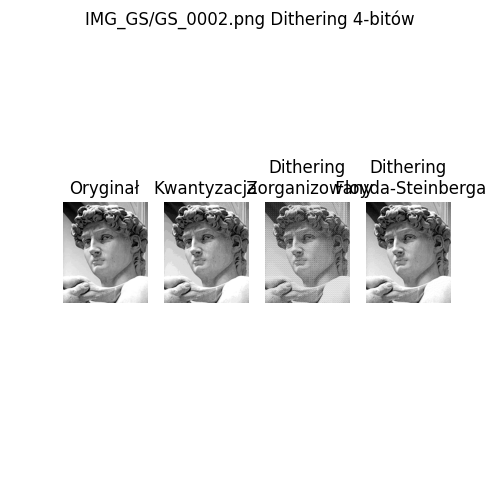 IMG_GS/GS_0002.png Dithering 4-bitów
Oryginał
Kwantyzacja
Dithering
Zorganizowany
Dithering
Floyda-Steinberga